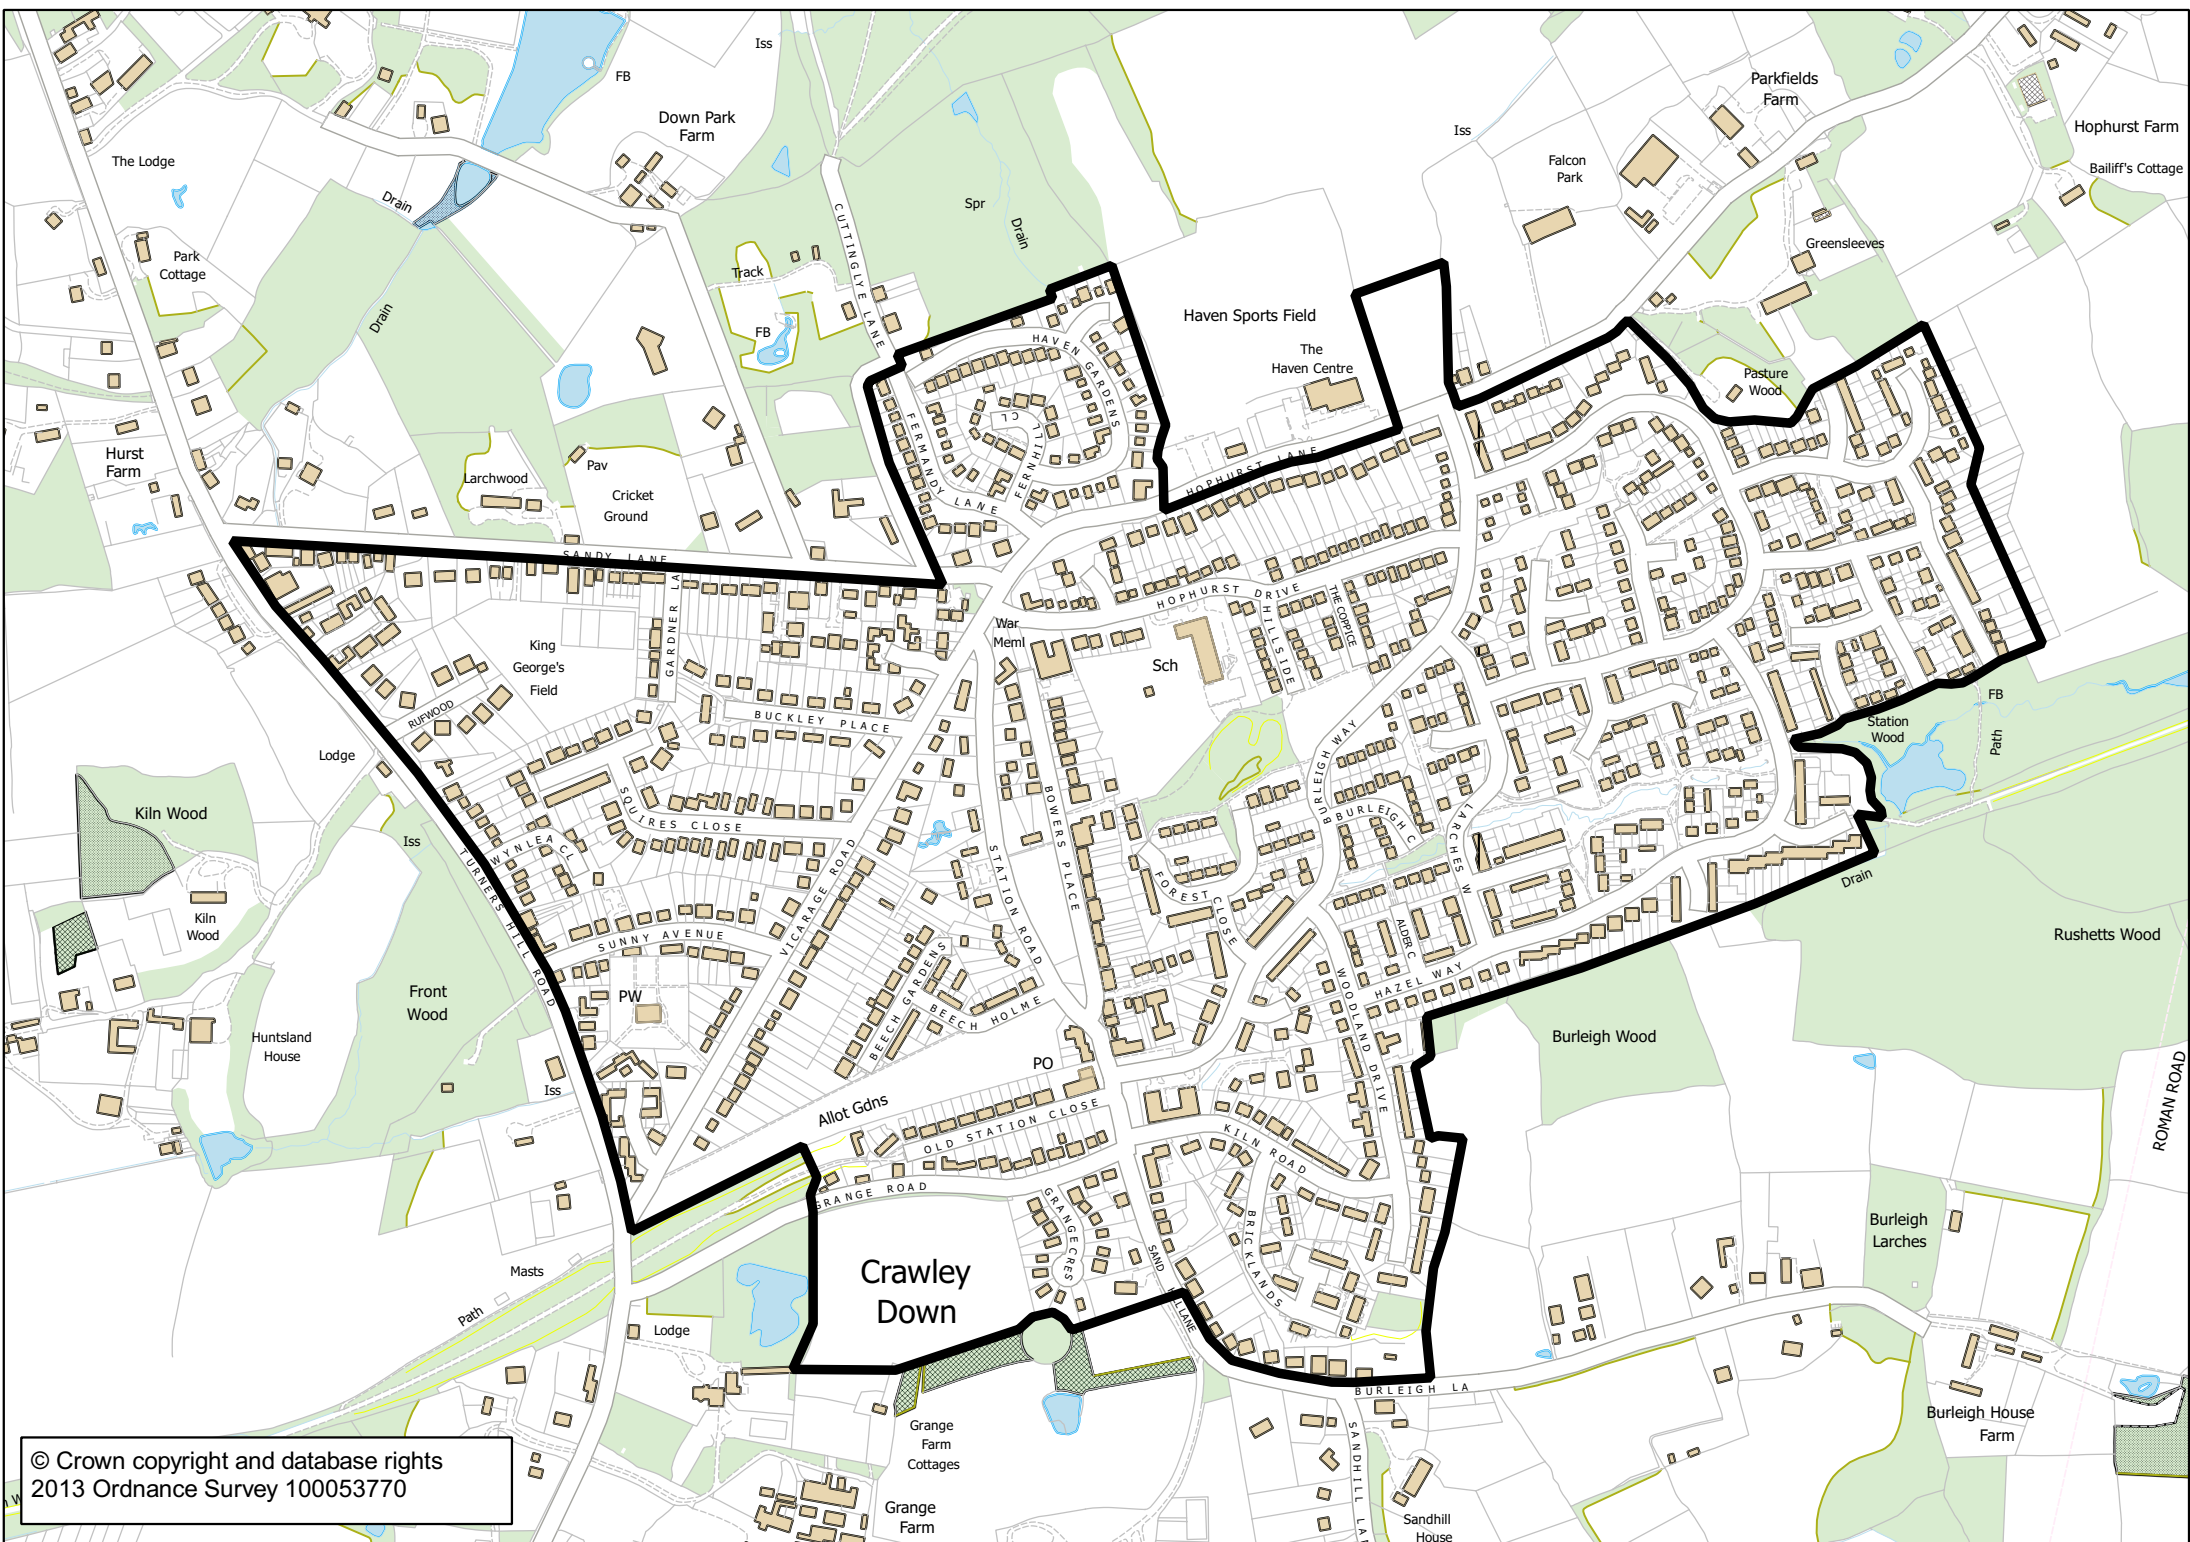 Iss
FB
Parkfields
Farm
Down Park
Farm
Hophurst Farm
Iss
The Lodge
Falcon
Park
Bailiff's Cottage
Drain
Spr
CUTTINGLYE LANE
Drain
Greensleeves
Park
Cottage
Track
Drain
FB
Haven Sports Field
The
Haven Centre
HAVEN GARDENS
Pasture
Wood
FERNHILL CL
FERMANDY LANE
Hurst
Farm
Pav
Larchwood
Cricket
Ground
HOPHURST LANE
SANDY LANE
GARDNER LA
HOPHURST DRIVE
HILLSIDE
THE COPPICE
War
Meml
King
George's
Field
Sch
RUFWOOD
BUCKLEY PLACE
FB
Station
Wood
Path
Lodge
BURLEIGH WAY
Kiln Wood
SQUIRES CLOSE
BOWERS PLACE
BURLEIGH C
LARCHES W
Iss
TURNERS HILL ROAD
WYNLEA CL
VICARAGE ROAD
STATION ROAD
FOREST CLOSE
Drain
Kiln
Wood
SUNNY AVENUE
BEECH GARDENS
ALDER C
Rushetts Wood
HAZEL WAY
Front
Wood
PW
BEECH HOLME
WOODLAND DRIVE
Huntsland
House
Burleigh Wood
PO
Iss
Allot Gdns
OLD STATION CLOSE
KILN ROAD
ROMAN ROAD
GRANGE ROAD
GRANGECRES
BRICKLANDS
Burleigh
Larches
Masts
Crawley
Down
SAND HILLANE
Path
Lodge
BURLEIGH LA
Burleigh House
Farm
Grange
Farm
Cottages
SANDHILL LAN
© Crown copyright and database rights
2013 Ordnance Survey 100053770
Grange
Farm
Sandhill
House